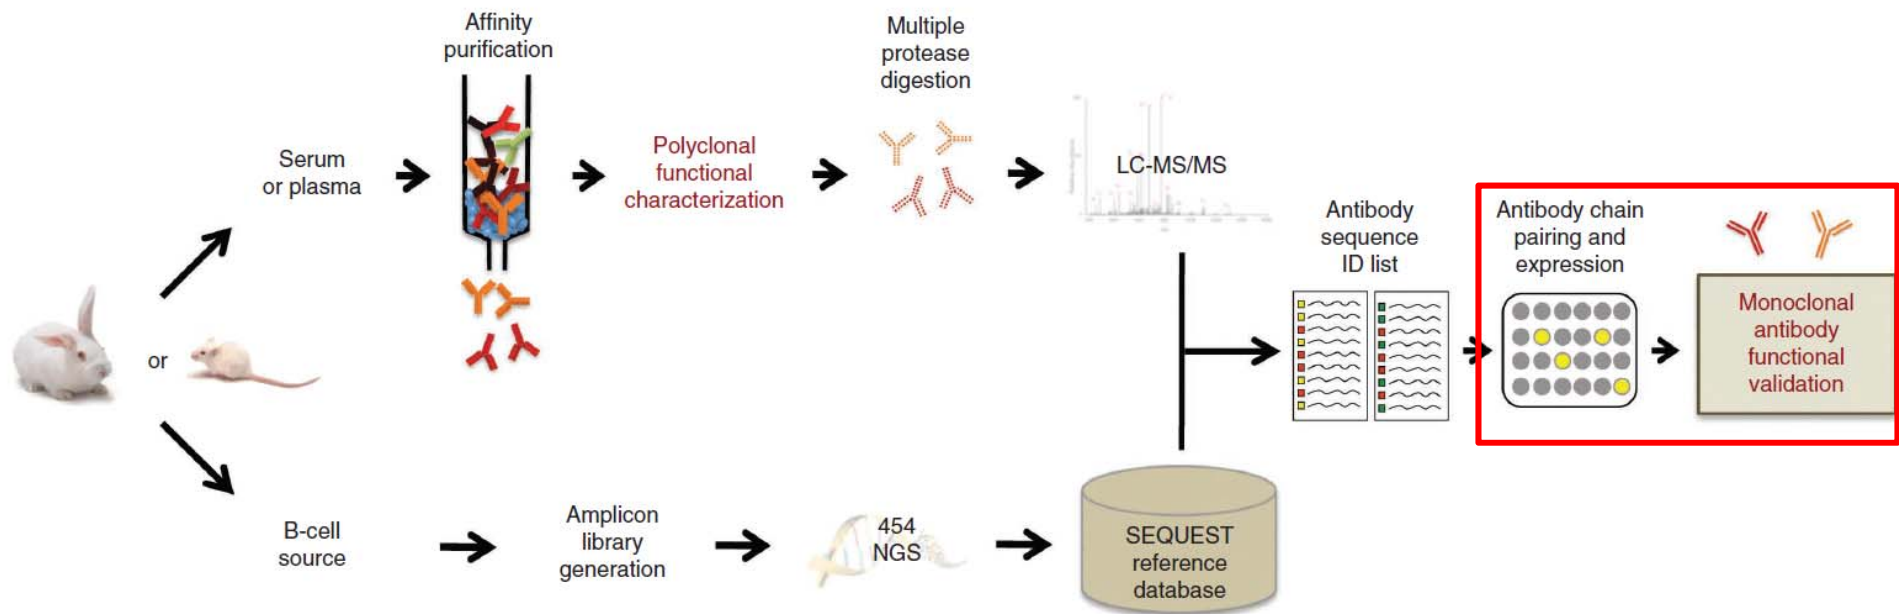 Affinity
purification
Multiple
protease
digestion
Serum
or plasma
Polyclonal
functional
characterization
LC-MS/MS
Antibody
sequence
ID list
Antibody chain
pairing and
expression
Monoclonal
antibody
functional
validation
or
B-cell
source
Amplicon
library
generation
454
NGS
SEQUEST
reference
database